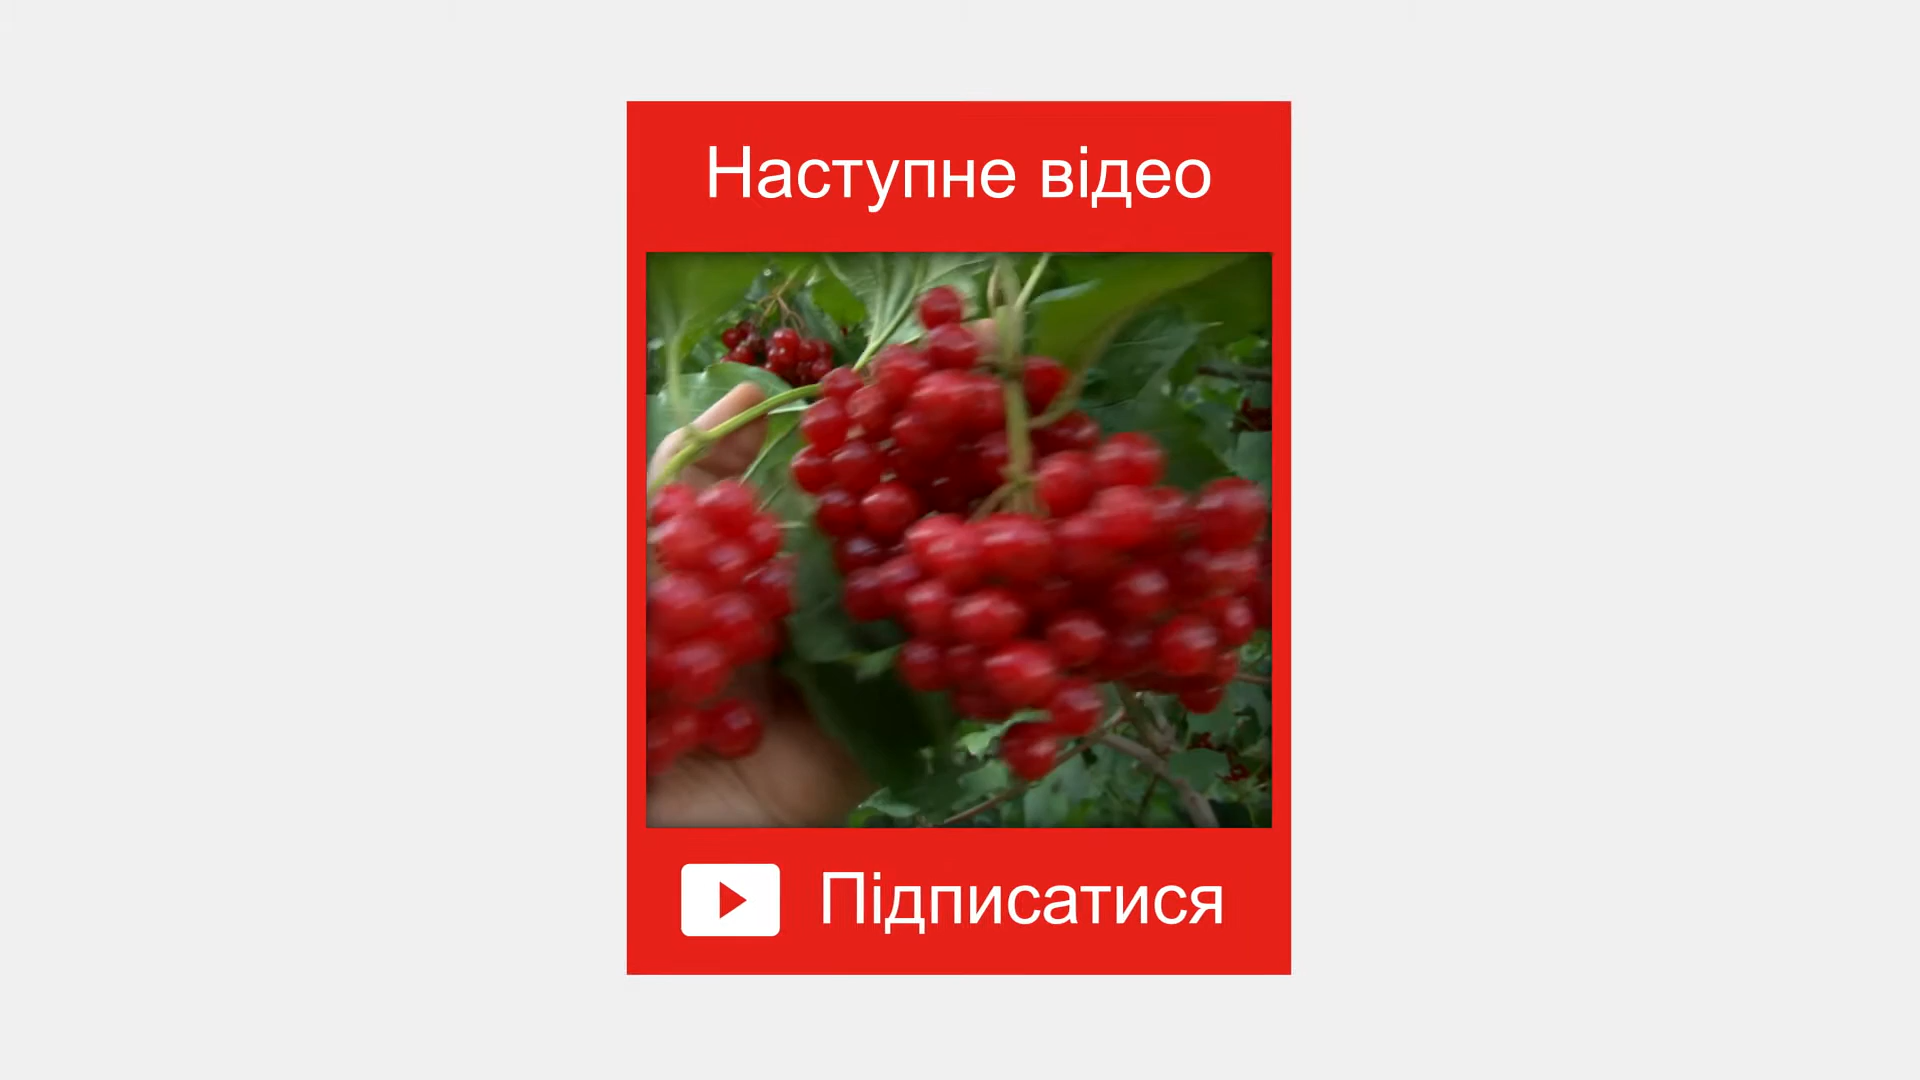 Наступне відео
Підписатися